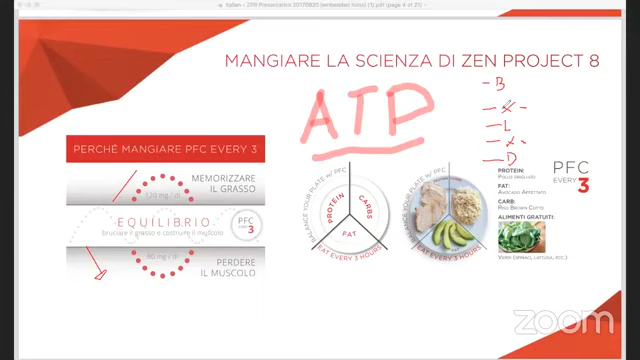 Italian - ZP8 Presentation 20170820 (embedded fonts) (1).pdf (page 4 of 21)
MANGIARE LA SCIENZA DI ZEN PROJECT 8
ATP
B
L
D
PERCHÉ MANGIARE PFC EVERY 3
MEMORIZZARE
IL GRASSO
120 mg / dl
EQUILIBRIO
bruciare il grasso e costruire il muscolo
PFC
EVERY 3
80 mg / dl
PERDERE
IL MUSCOLO
BALANCE YOUR PLATE w/ PFC
PROTEIN
CARBS
FAT
EAT EVERY 3 HOURS
BALANCE YOUR PLATE w/ PFC
EAT EVERY 3 HOURS
PROTEIN:
POLLO GRIGLIATO
FAT:
AVOCADO AFFETTATO
CARB:
RISO BROWN COTTO
ALIMENTI GRATUITI:
VERDI (SPINACI, LATTUGA, ECC.)
PFC
EVERY 3
zoom